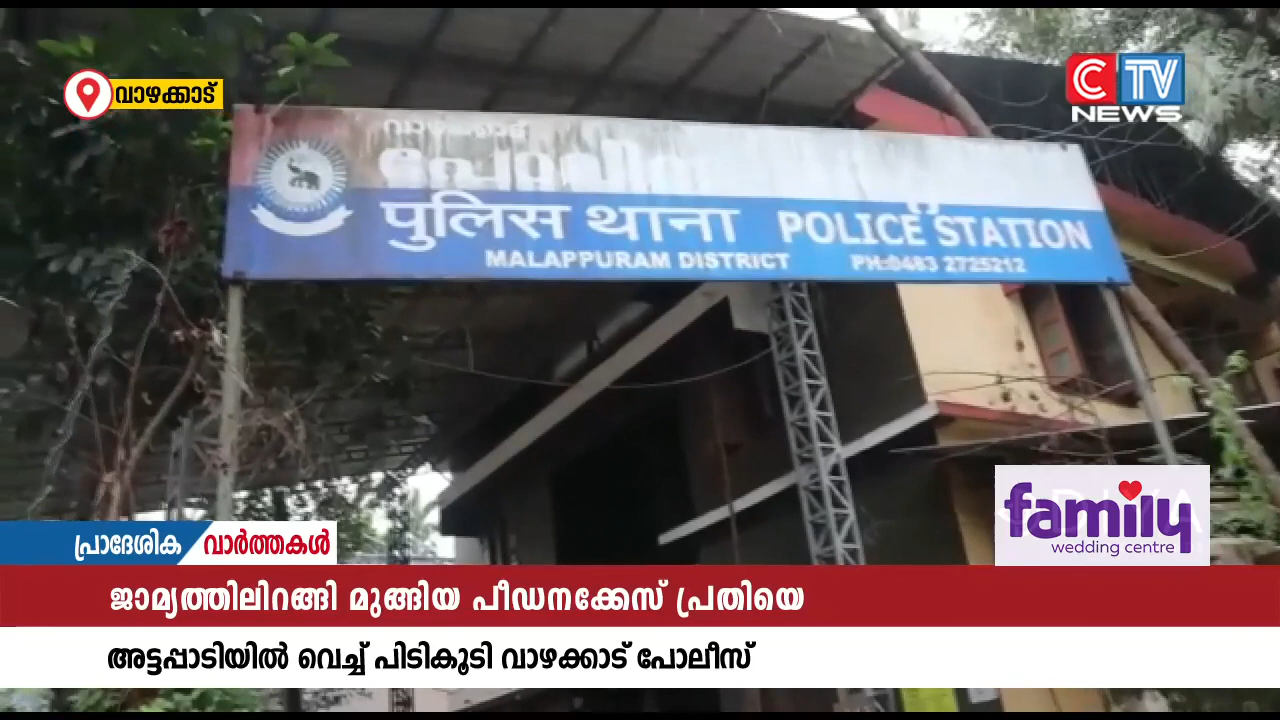 വാഴക്കാട്
CTV
NEWS
വാഴക്കാട്
पुलिस थाना POLICE STATION
MALAPPURAM DISTRICT PH:0483 2725212
family
wedding centre
പ്രാദേശിക വാർത്തകൾ
ജാമ്യത്തിലിറങ്ങി മുങ്ങിയ പീഡനക്കേസ് പ്രതിയെ
അട്ടപ്പാടിയിൽ വെച്ച് പിടികൂടി വാഴക്കാട് പോലീസ്